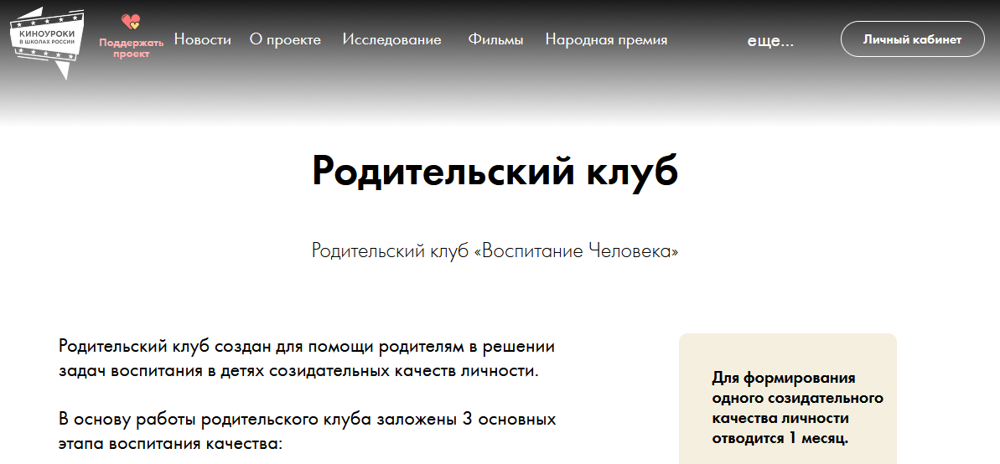 КИНОУРОКИ
В ШКОЛАХ РОССИИ
Поддержать
проект
Новости
О проекте
Исследование
Фильмы
Народная премия
еще...
Личный кабинет
Родительский клуб
Родительский клуб «Воспитание Человека»
Родительский клуб создан для помощи родителям в решении
задач воспитания в детях созидательных качеств личности.
В основу работы родительского клуба заложены 3 основных
этапа воспитания качества:
Для формирования
одного созидательного
качества личности
отводится 1 месяц.